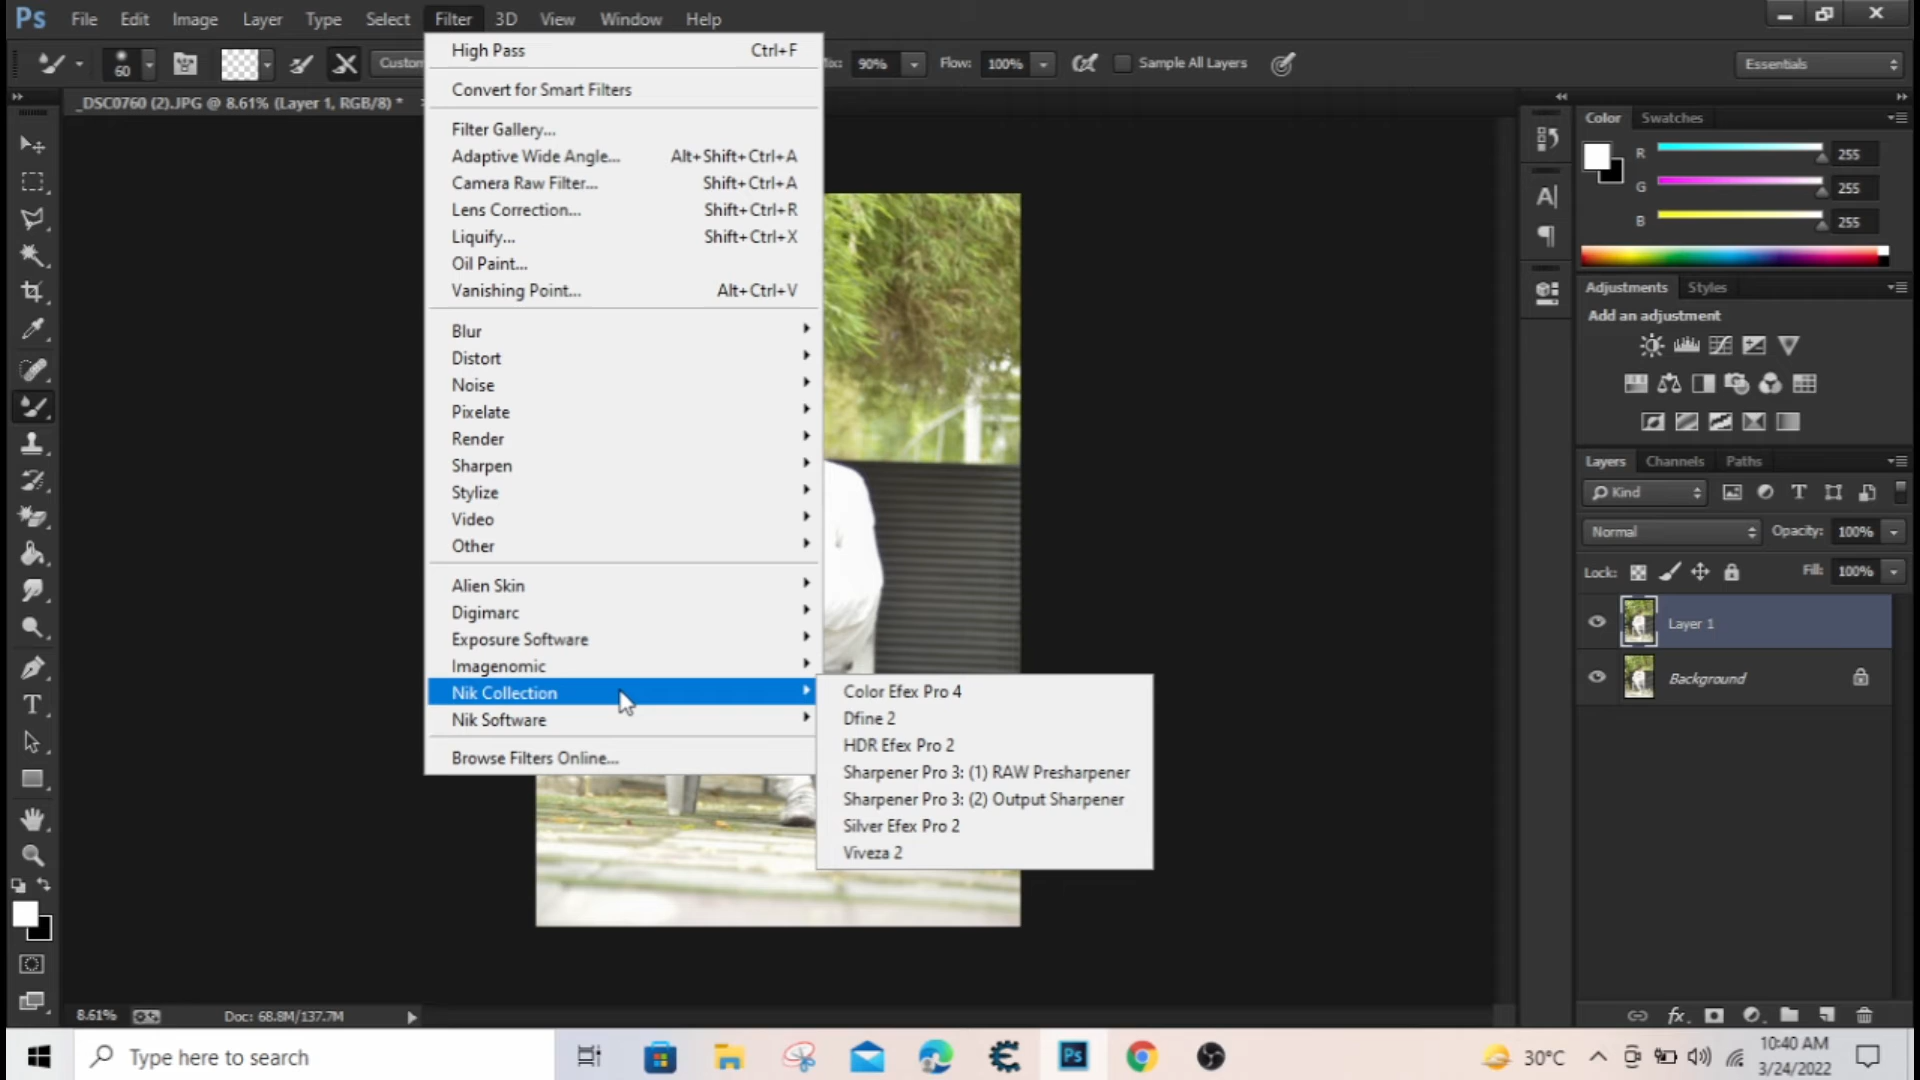 Ps File Edit Image Layer Type Select Filter 3D View Window Help
60 Custom Mix: 90% Flow: 100% Sample All Layers Essentials
_DSC0760 (2).JPG @ 8.61% (Layer 1, RGB/8) *
High Pass Ctrl+F
Convert for Smart Filters
Filter Gallery...
Adaptive Wide Angle... Alt+Shift+Ctrl+A
Camera Raw Filter... Shift+Ctrl+A
Lens Correction... Shift+Ctrl+R
Liquify... Shift+Ctrl+X
Oil Paint...
Vanishing Point... Alt+Ctrl+V
Blur
Distort
Noise
Pixelate
Render
Sharpen
Stylize
Video
Other
Alien Skin
Digimarc
Exposure Software
Imagenomic
Nik Collection
Nik Software
Browse Filters Online...
Color Efex Pro 4
Dfine 2
HDR Efex Pro 2
Sharpener Pro 3: (1) RAW Presharpener
Sharpener Pro 3: (2) Output Sharpener
Silver Efex Pro 2
Viveza 2
Color Swatches
R 255
G 255
B 255
Adjustments Styles
Add an adjustment
Layers Channels Paths
Kind
Normal Opacity: 100%
Lock: Fill: 100%
Layer 1
Background
8.61% Doc: 68.8M/137.7M
Type here to search
Ps
30°C
10:40 AM
3/24/2022